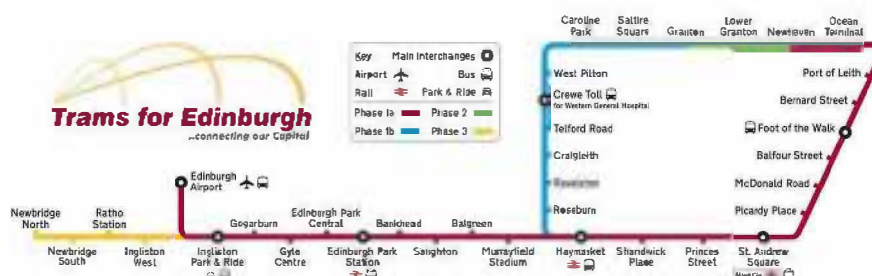 Trams for Edinburgh
...connecting our Capital
Key Main Interchanges
Airport Bus
Rail Park & Ride
Phase 1a Phase 2
Phase 1b Phase 3
Caroline
Park
Saltire
Square
Granton
Lower
Granton
Newhaven
Ocean
Terminal
West Pilton
Crewe Toll
for Western General Hospital
Telford Road
Craigleith
Roseburn
Port of Leith
Bernard Street
Foot of the Walk
Balfour Street
McDonald Road
Picardy Place
Edinburgh
Airport
Newbridge
North
Ratho
Station
Gogarburn
Edinburgh Park
Central
Bankhead
Balgreen
Newbridge
South
Ingliston
West
Ingliston
Park & Ride
Gyle
Centre
Edinburgh Park
Station
Saughton
Murrayfield
Stadium
Haymarket
Shandwick
Place
Princes
Street
St. Andrew
Square